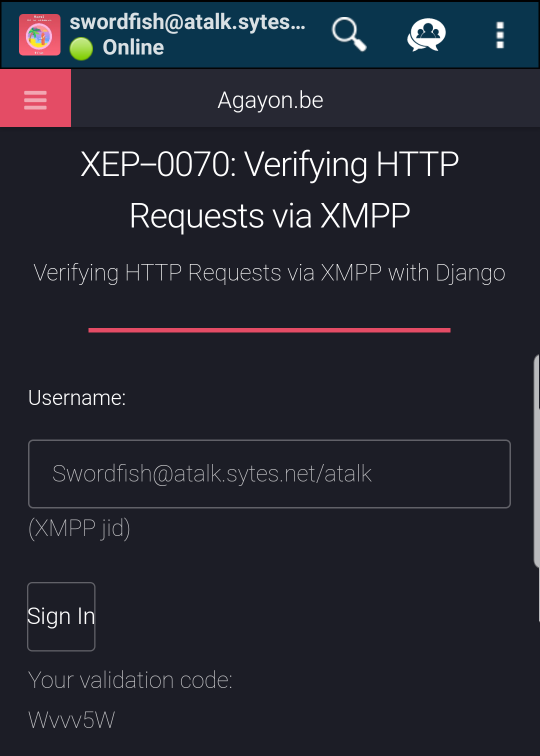 swordfish@atalk.sytes...
Online
Agayon.be
XEP-0070: Verifying HTTP
Requests via XMPP
Verifying HTTP Requests via XMPP with Django
Username:
Swordfish@atalk.sytes.net/atalk
(XMPP jid)
Sign In
Your validation code:
Wvvv5W